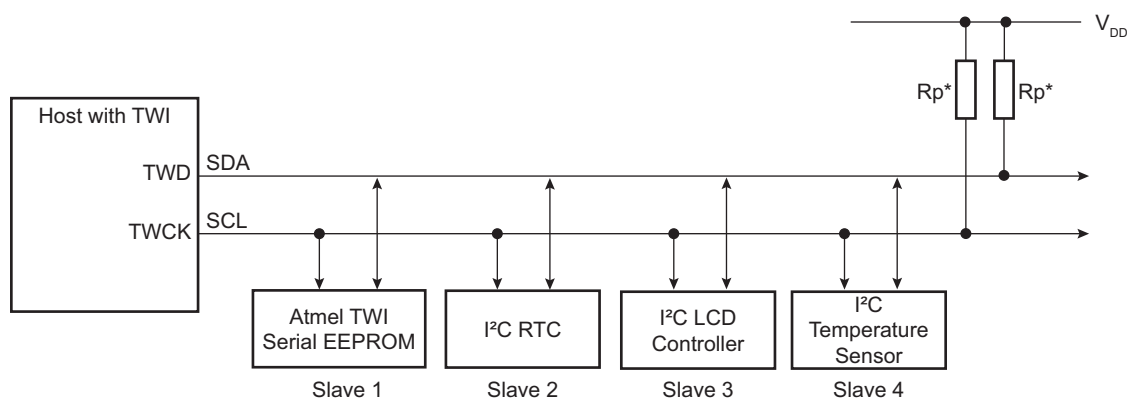 V_DD
Rp*
Rp*
Host with TWI
TWD
SDA
TWCK
SCL
Atmel TWI
Serial EEPROM
I²C RTC
I²C LCD
Controller
I²C
Temperature
Sensor
Slave 1
Slave 2
Slave 3
Slave 4